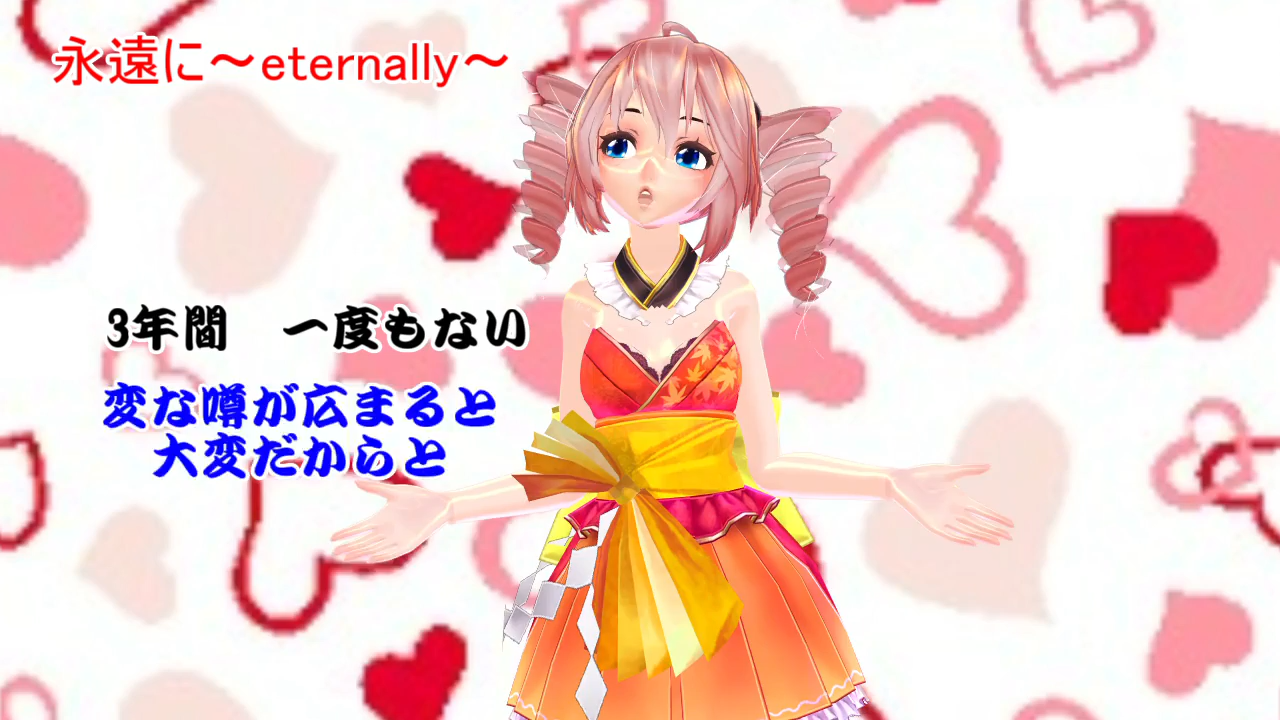 永遠に～eternally～
3年間　一度もない
変な噂が広まると
大変だからと